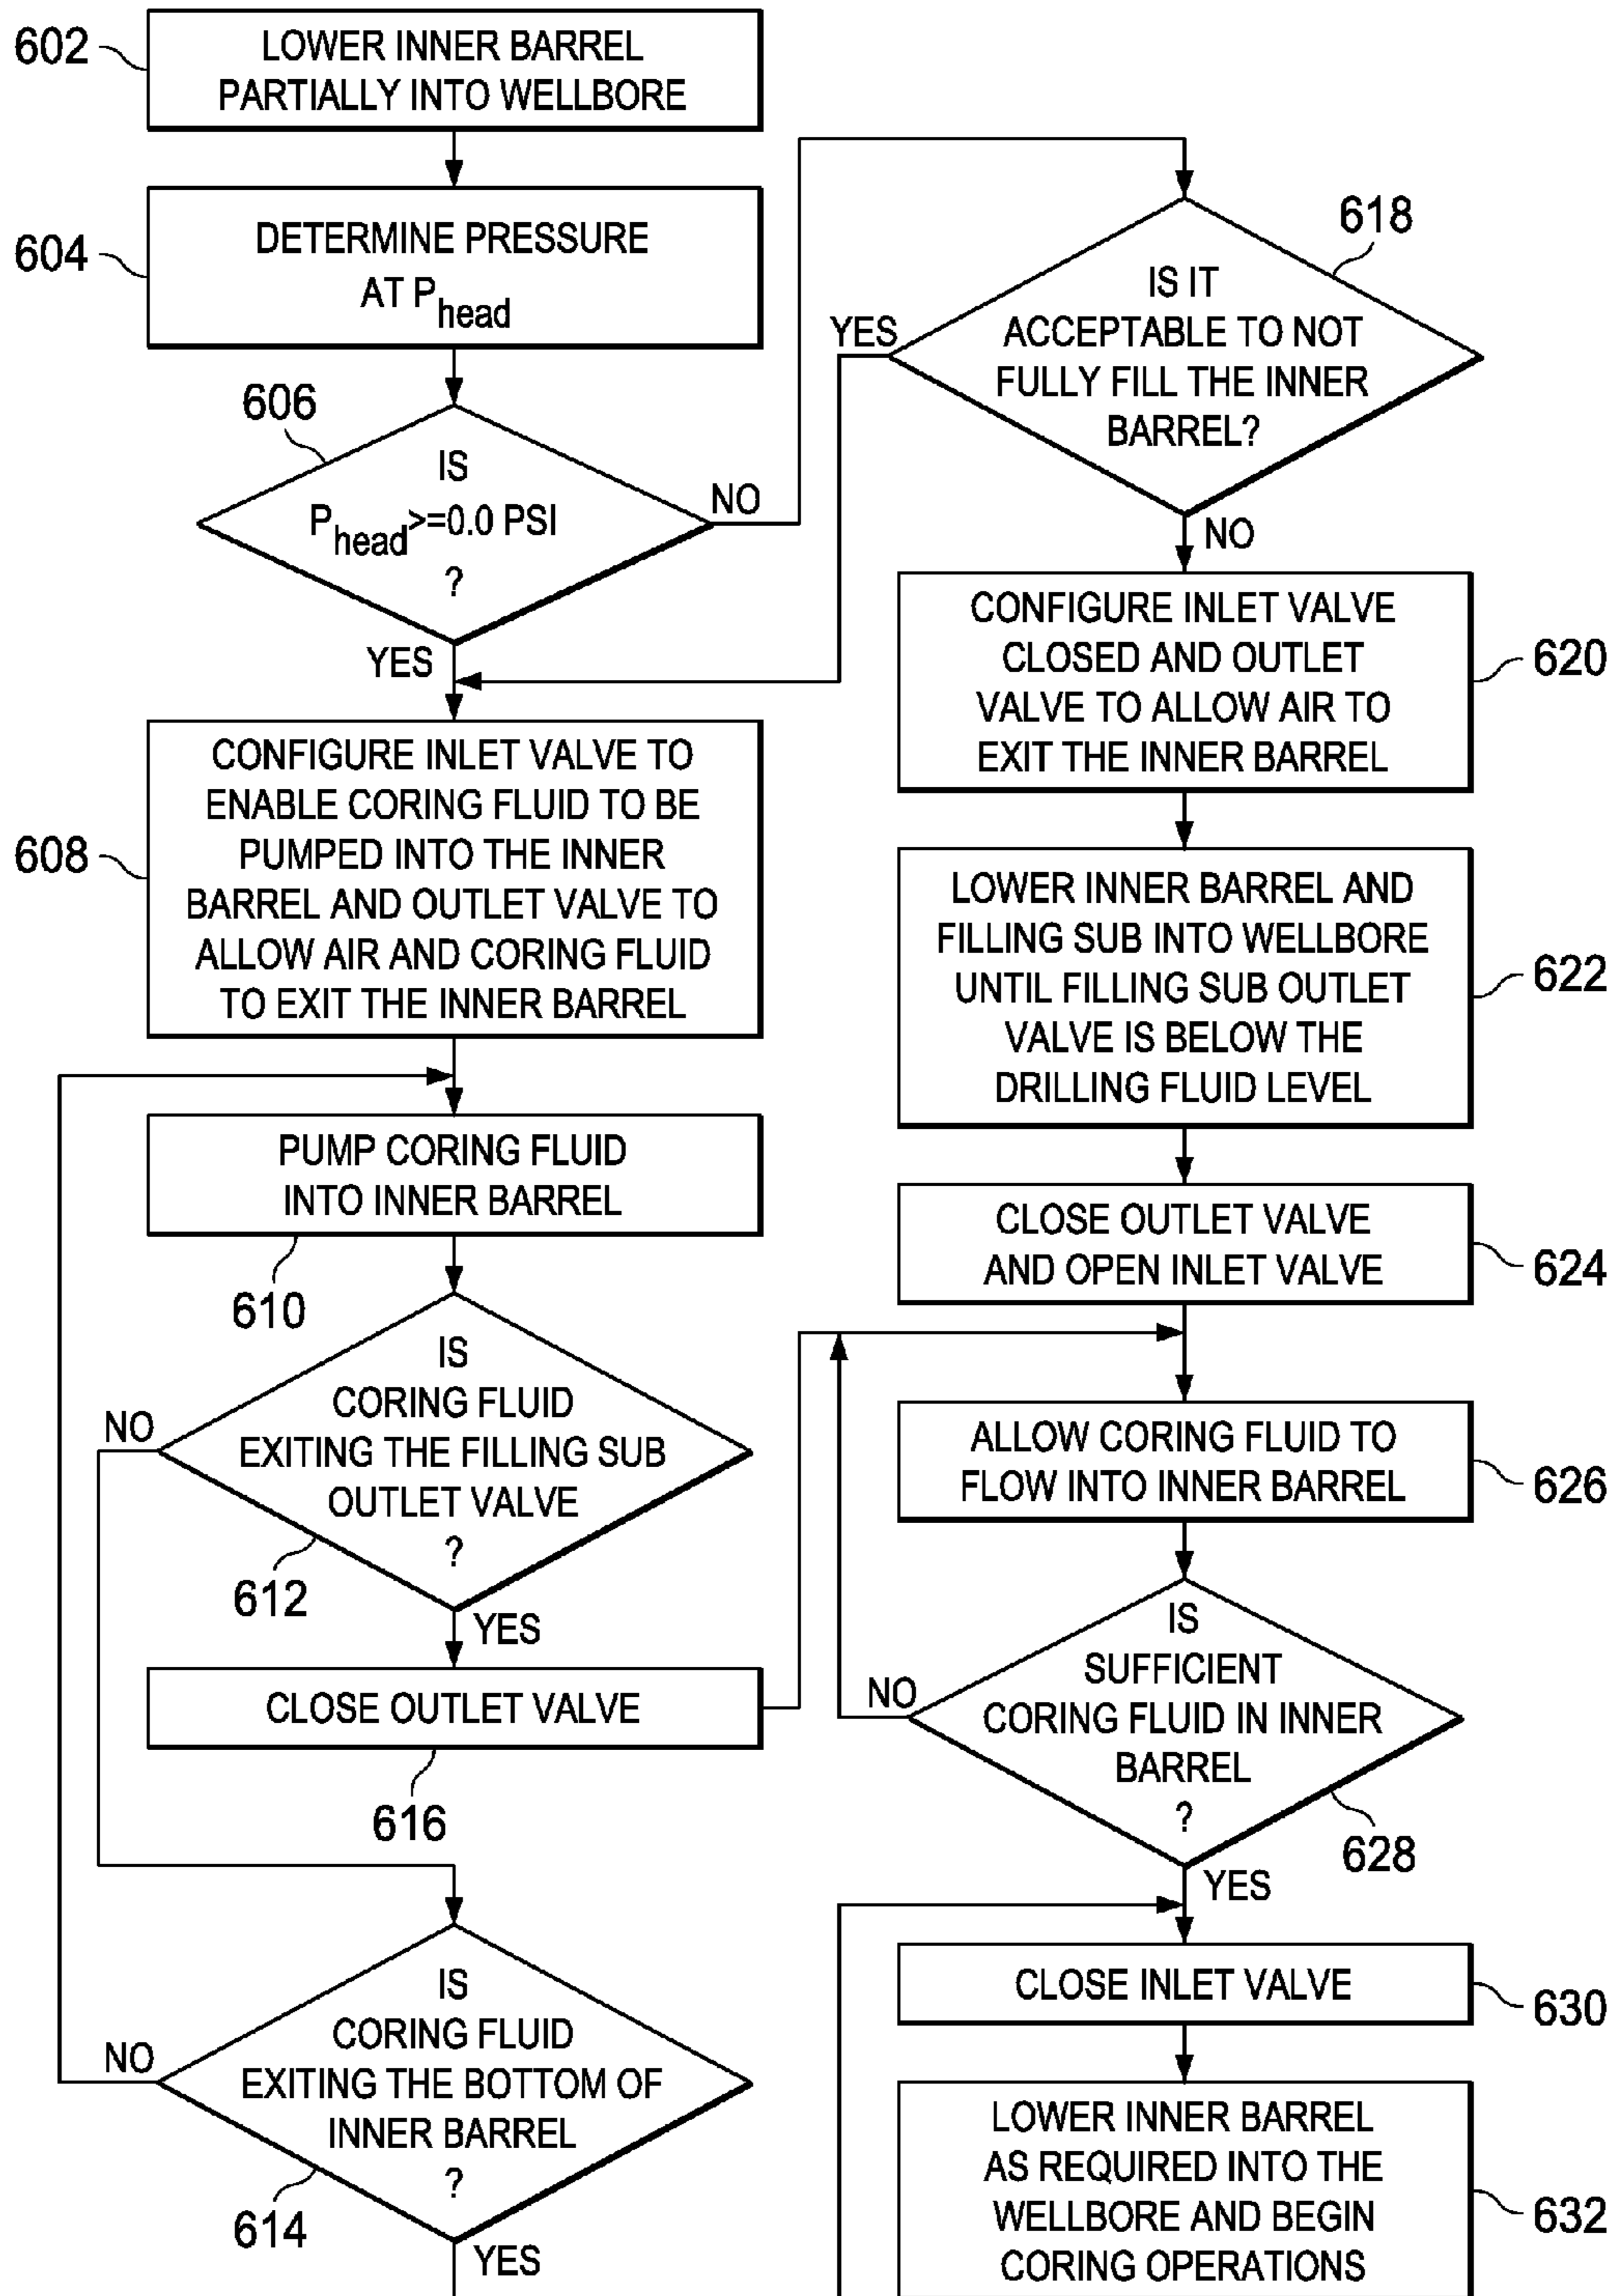 602
LOWER INNER BARREL
PARTIALLY INTO WELLBORE
604
DETERMINE PRESSURE
AT Phead
606
IS
Phead>=0.0 PSI
?
NO
YES
608
CONFIGURE INLET VALVE TO
ENABLE CORING FLUID TO BE
PUMPED INTO THE INNER
BARREL AND OUTLET VALVE TO
ALLOW AIR AND CORING FLUID
TO EXIT THE INNER BARREL
PUMP CORING FLUID
INTO INNER BARREL
610
IS
CORING FLUID
EXITING THE FILLING SUB
OUTLET VALVE
?
NO
612
YES
CLOSE OUTLET VALVE
616
IS
CORING FLUID
EXITING THE BOTTOM OF
INNER BARREL
?
NO
614
YES
618
IS IT
ACCEPTABLE TO NOT
FULLY FILL THE INNER
BARREL?
YES
NO
CONFIGURE INLET VALVE
CLOSED AND OUTLET
VALVE TO ALLOW AIR TO
EXIT THE INNER BARREL
620
LOWER INNER BARREL AND
FILLING SUB INTO WELLBORE
UNTIL FILLING SUB OUTLET
VALVE IS BELOW THE
DRILLING FLUID LEVEL
622
CLOSE OUTLET VALVE
AND OPEN INLET VALVE
624
ALLOW CORING FLUID TO
FLOW INTO INNER BARREL
626
IS
SUFFICIENT
CORING FLUID IN INNER
BARREL
?
NO
628
YES
CLOSE INLET VALVE
630
LOWER INNER BARREL
AS REQUIRED INTO THE
WELLBORE AND BEGIN
CORING OPERATIONS
632